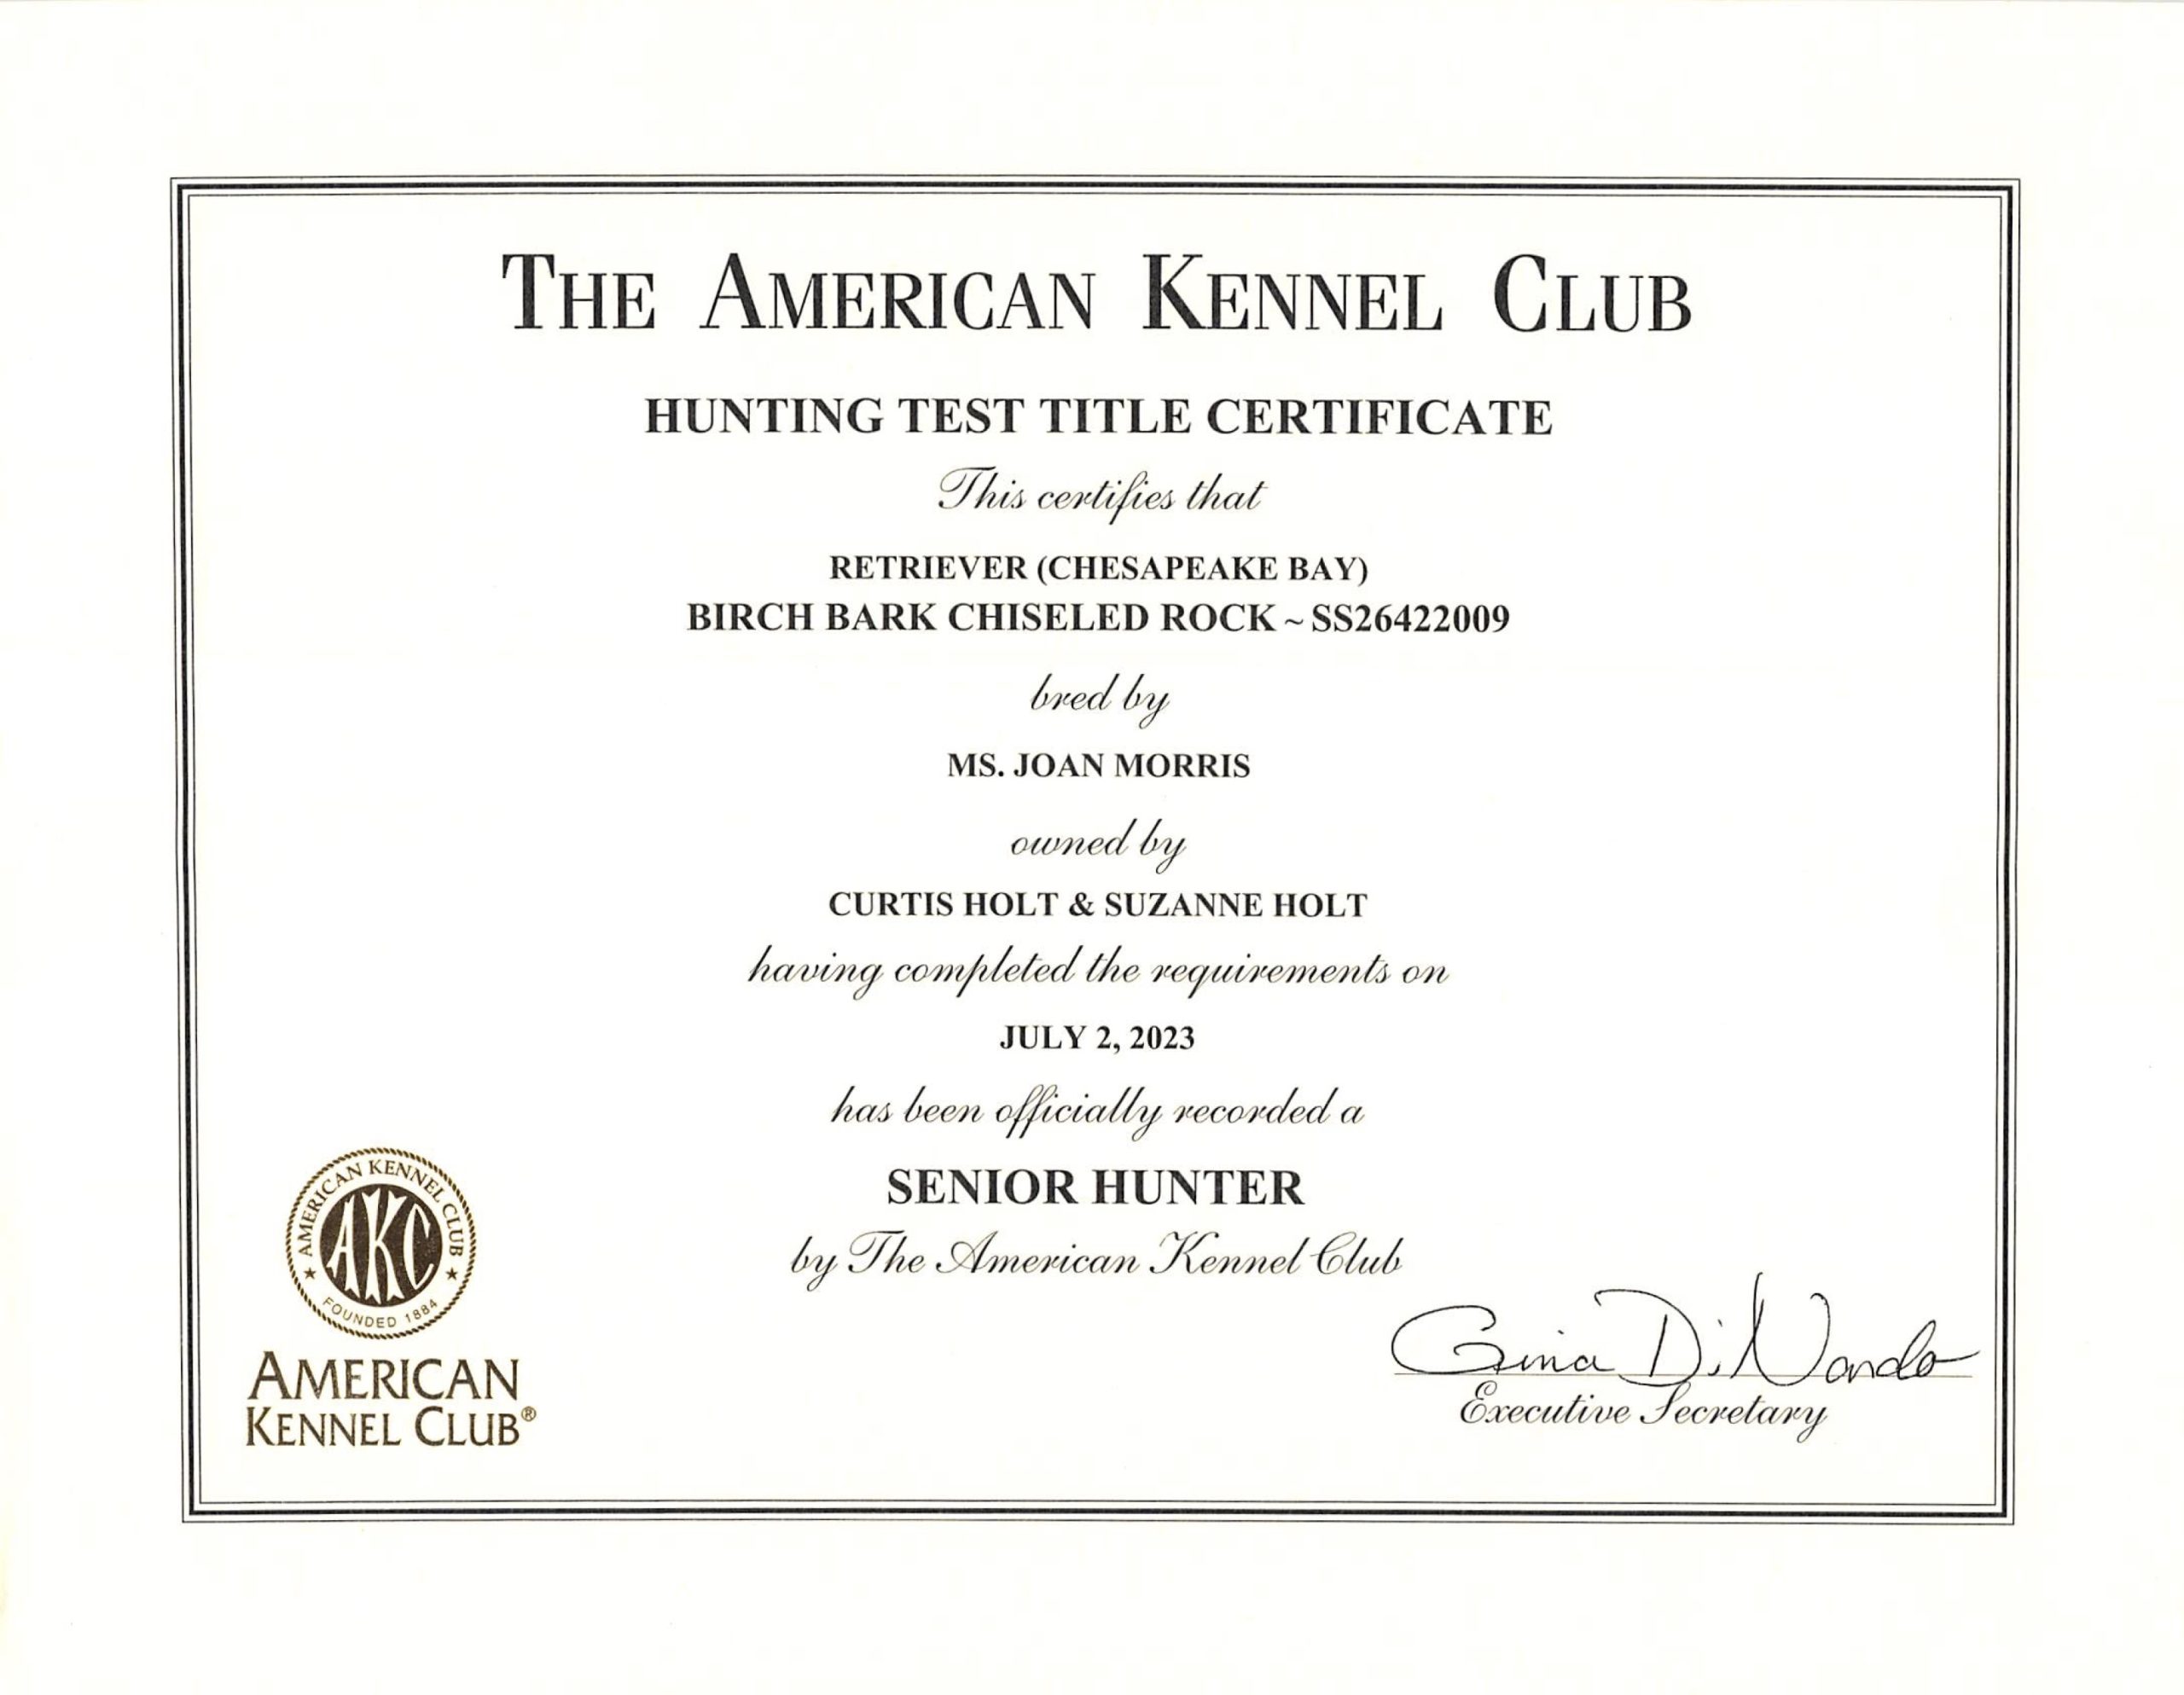 THE AMERICAN KENNEL CLUB
HUNTING TEST TITLE CERTIFICATE
This certifies that
RETRIEVER (CHESAPEAKE BAY)
BIRCH BARK CHISELED ROCK ~ SS26422009
bred by
MS. JOAN MORRIS
owned by
CURTIS HOLT & SUZANNE HOLT
having completed the requirements on
JULY 2, 2023
has been officially recorded a
SENIOR HUNTER
by The American Kennel Club
AMERICAN KENNEL CLUB
AKC
FOUNDED 1884
AMERICAN
KENNEL CLUB®
Gina DiNardo
Executive Secretary